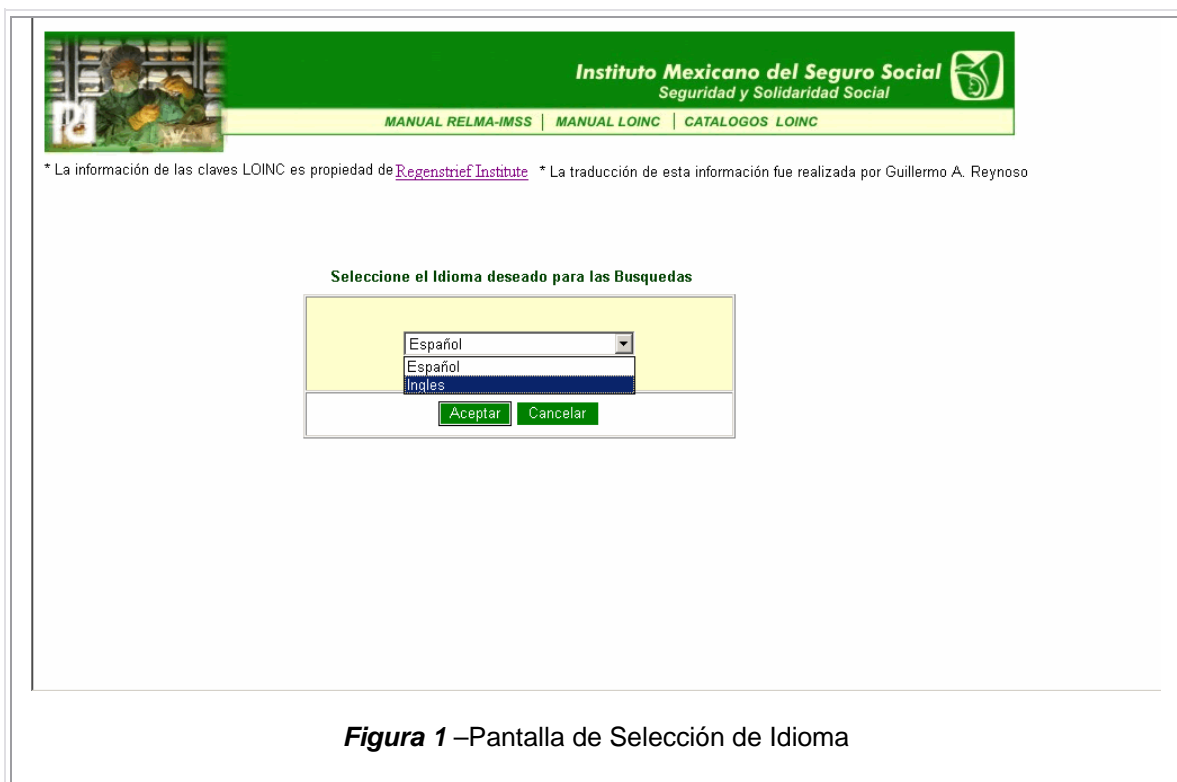 Instituto Mexicano del Seguro Social
Seguridad y Solidaridad Social
MANUAL RELMA-IMSS | MANUAL LOINC | CATALOGOS LOINC
* La información de las claves LOINC es propiedad de Regenstrief Institute * La traducción de esta información fue realizada por Guillermo A. Reynoso
Seleccione el Idioma deseado para las Busquedas
Español
Español
Ingles
Aceptar Cancelar
Figura 1 –Pantalla de Selección de Idioma